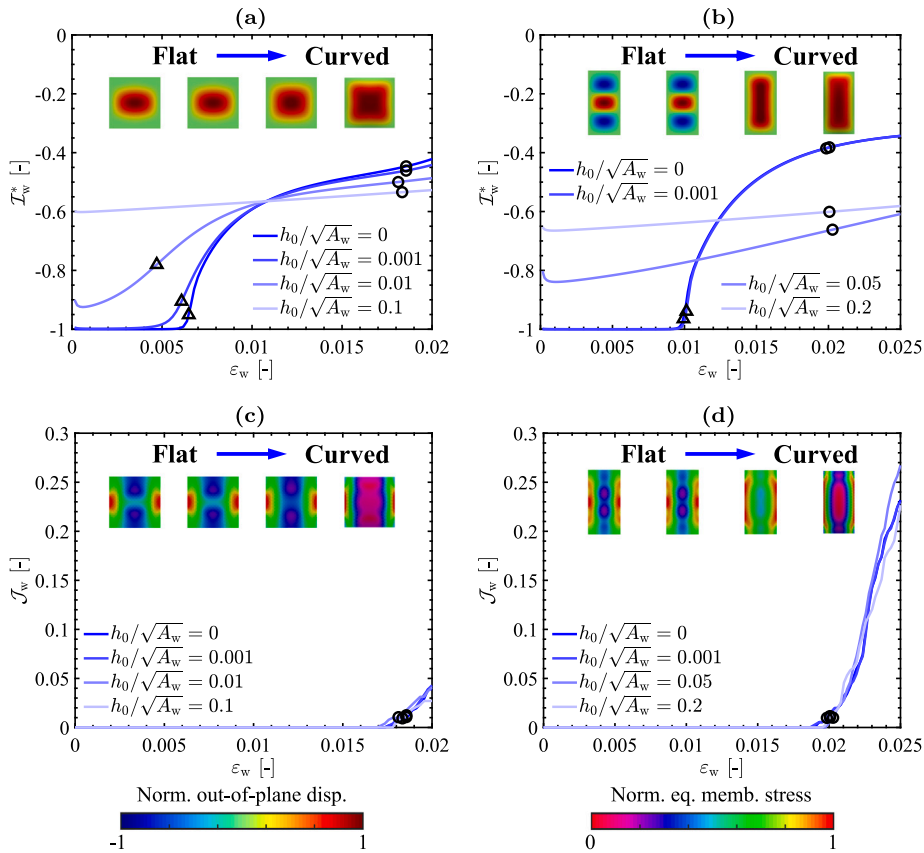 (a)
Flat Curved
0
-0.2
-0.4
-0.6
-0.8
-1
0 0.005 0.01 0.015 0.02
ℐ*w [-]
εw [-]
h0/√Aw = 0
h0/√Aw = 0.001
h0/√Aw = 0.01
h0/√Aw = 0.1
(b)
Flat Curved
0
-0.2
-0.4
-0.6
-0.8
-1
0 0.005 0.01 0.015 0.02 0.025
ℐ*w [-]
εw [-]
h0/√Aw = 0
h0/√Aw = 0.001
h0/√Aw = 0.05
h0/√Aw = 0.2
(c)
Flat Curved
0.3
0.25
0.2
0.15
0.1
0.05
0
0 0.005 0.01 0.015 0.02
𝒥w [-]
εw [-]
h0/√Aw = 0
h0/√Aw = 0.001
h0/√Aw = 0.01
h0/√Aw = 0.1
(d)
Flat Curved
0.3
0.25
0.2
0.15
0.1
0.05
0
0 0.005 0.01 0.015 0.02 0.025
𝒥w [-]
εw [-]
h0/√Aw = 0
h0/√Aw = 0.001
h0/√Aw = 0.05
h0/√Aw = 0.2
Norm. out-of-plane disp.
-1 1
Norm. eq. memb. stress
0 1